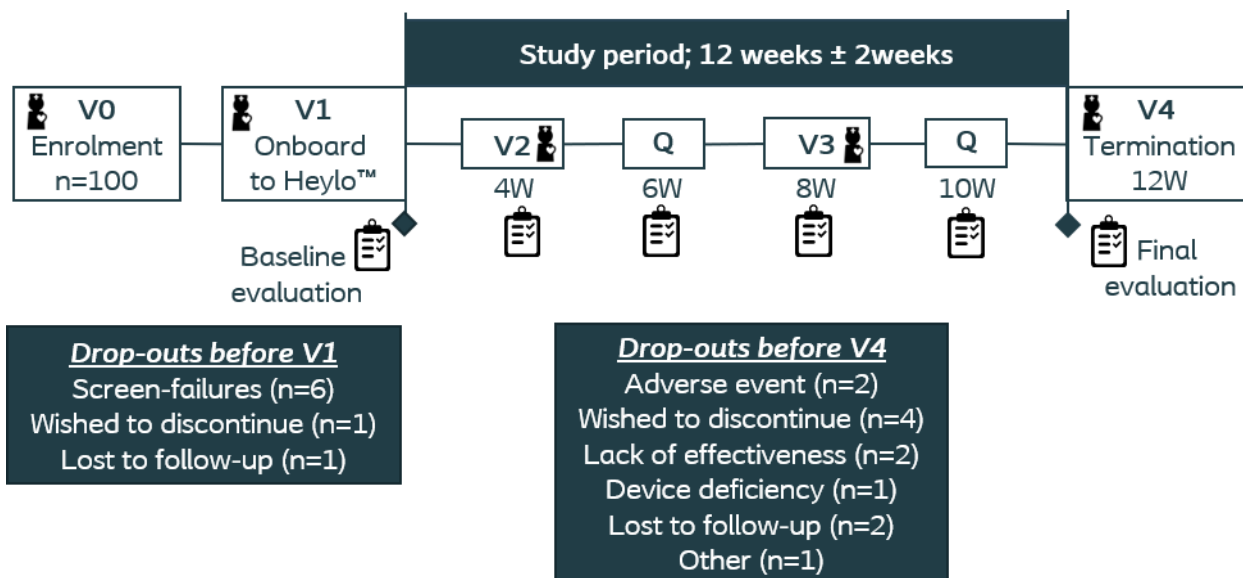 Study period; 12 weeks ± 2weeks
V0
Enrolment
n=100
V1
Onboard
to Heylo™
V2
4W
Q
6W
V3
8W
Q
10W
V4
Termination
12W
Baseline
evaluation
Final
evaluation
Drop-outs before V1
Screen-failures (n=6)
Wished to discontinue (n=1)
Lost to follow-up (n=1)
Drop-outs before V4
Adverse event (n=2)
Wished to discontinue (n=4)
Lack of effectiveness (n=2)
Device deficiency (n=1)
Lost to follow-up (n=2)
Other (n=1)